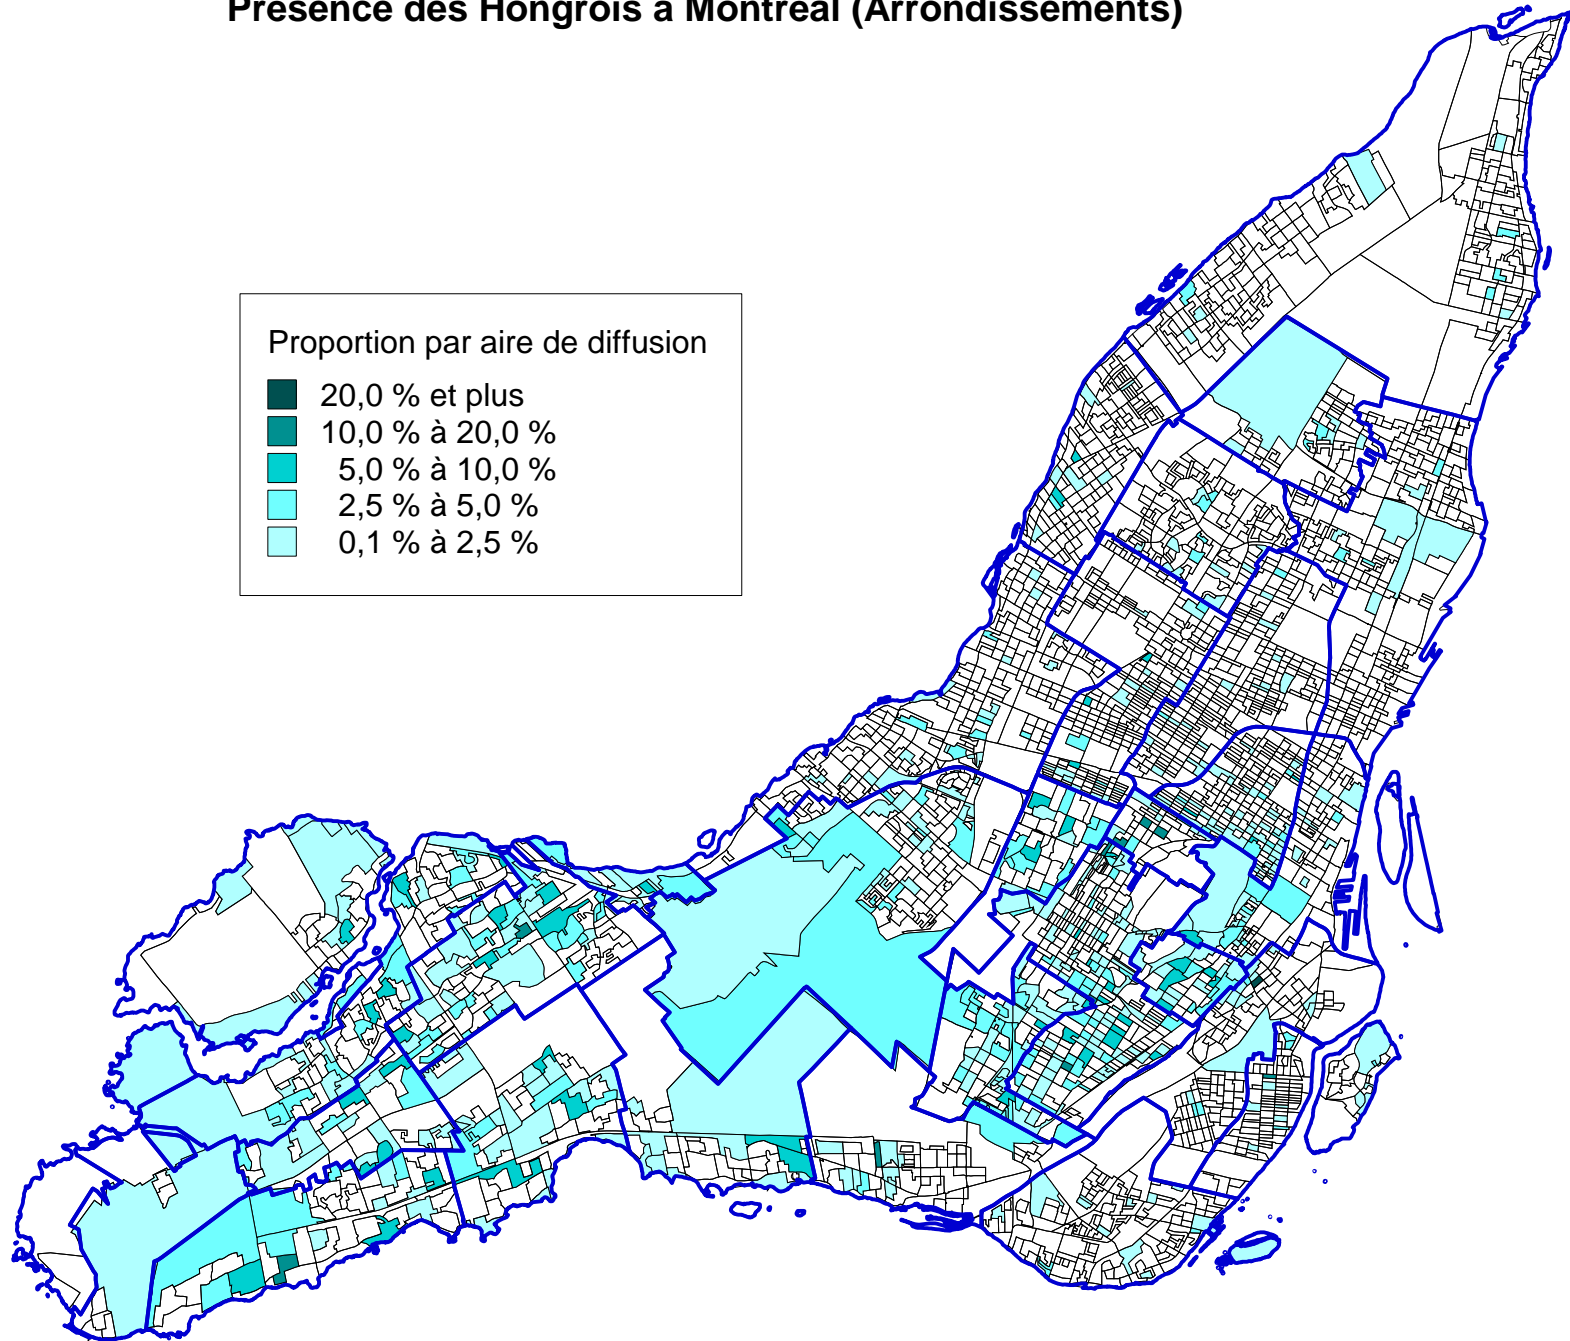 Présence des Hongrois à Montréal (Arrondissements)
Proportion par aire de diffusion
20,0 % et plus
10,0 % à 20,0 %
5,0 % à 10,0 %
2,5 % à 5,0 %
0,1 % à 2,5 %